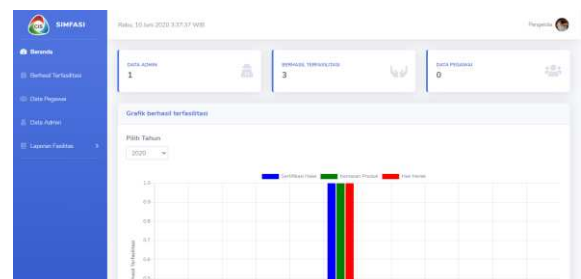 SIMFASI
Rabu, 10 Juni 2020 3:37:37 WIB
Pengelola
Beranda
Berhasil Terfasilitasi
Data Pegawai
Data Admin
Laporan Fasilitas
DATA ADMIN
1
BERHASIL TERFASILITASI
3
DATA PEGAWAI
0
Grafik berhasil terfasilitasi
Pilih Tahun
2020
Sertifikasi Halal
Kemasan Produk
Hak Merek
1.0
0.9
0.8
0.7
0.6
0.5